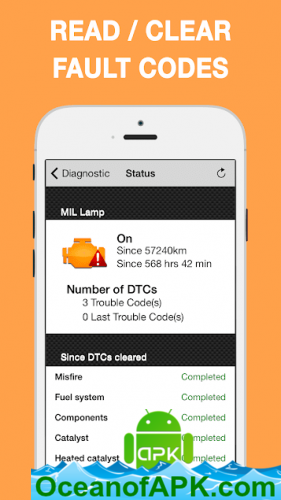 READ / CLEAR
FAULT CODES
Diagnostic Status
MIL Lamp
On
Since 57240km
Since 568 hrs 42 min
Number of DTCs
3 Trouble Code(s)
0 Last Trouble Code(s)
Since DTCs cleared
Misfire Completed
Fuel system Completed
Components Completed
Catalyst Completed
Heated catalyst Completed
apk
OceanofAPK.com